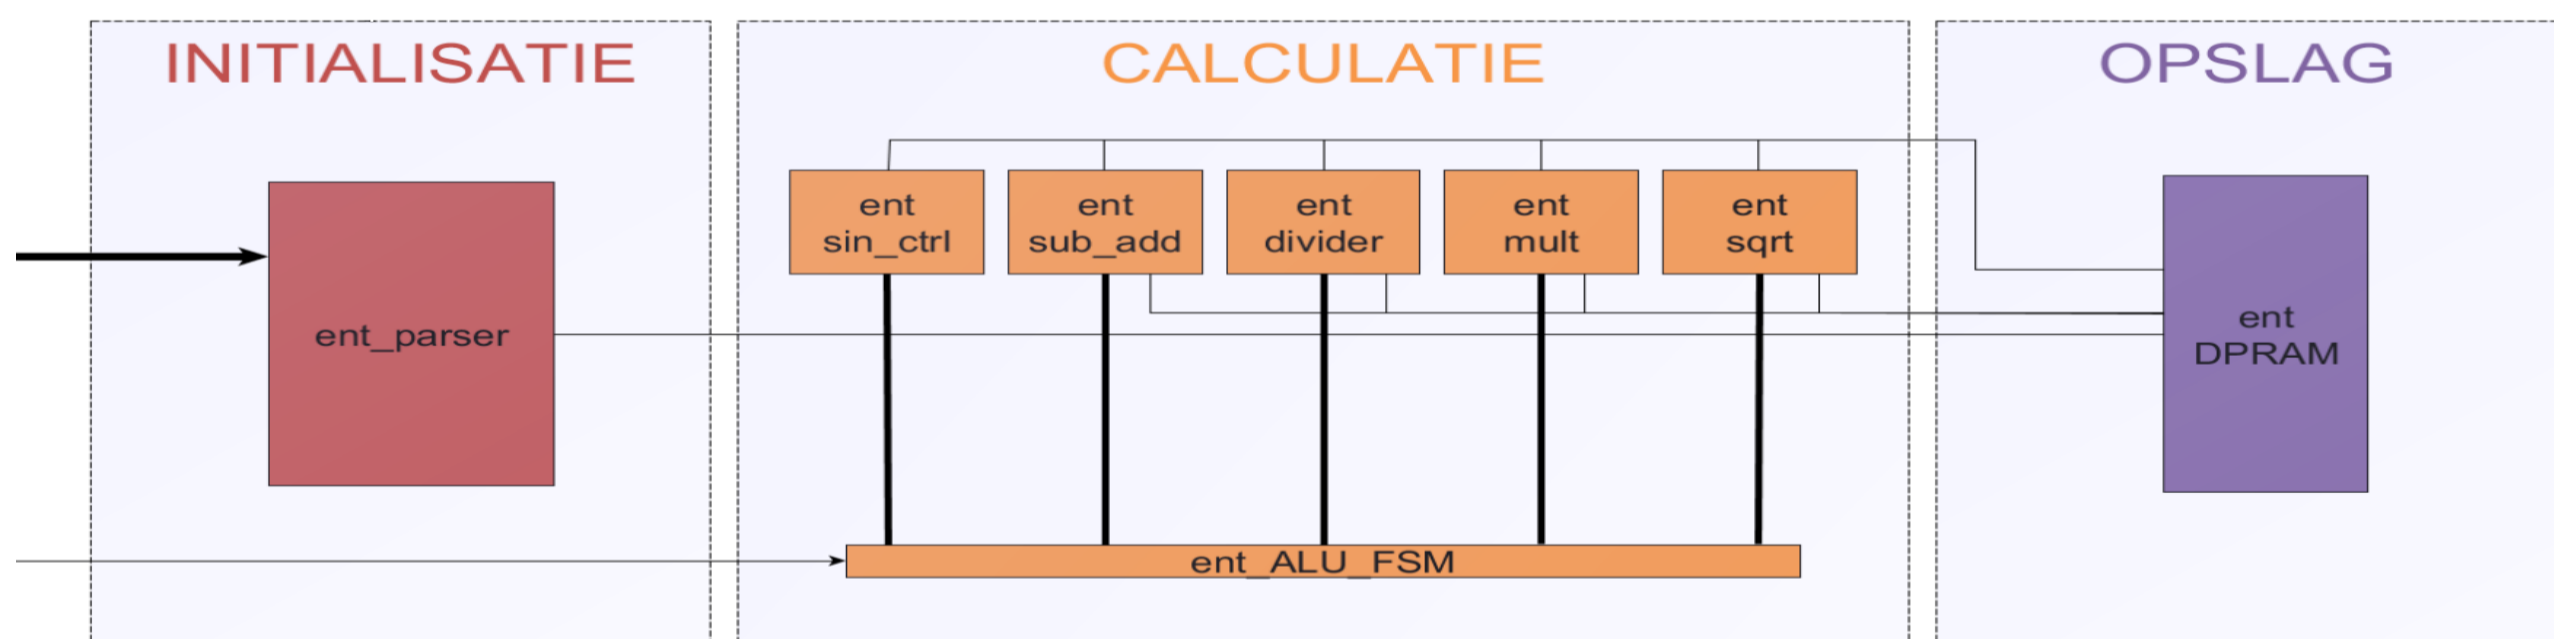 INITIALISATIE
CALCULATIE
OPSLAG
ent_parser
ent
sin_ctrl
ent
sub_add
ent
divider
ent
mult
ent
sqrt
ent_ALU_FSM
ent
DPRAM